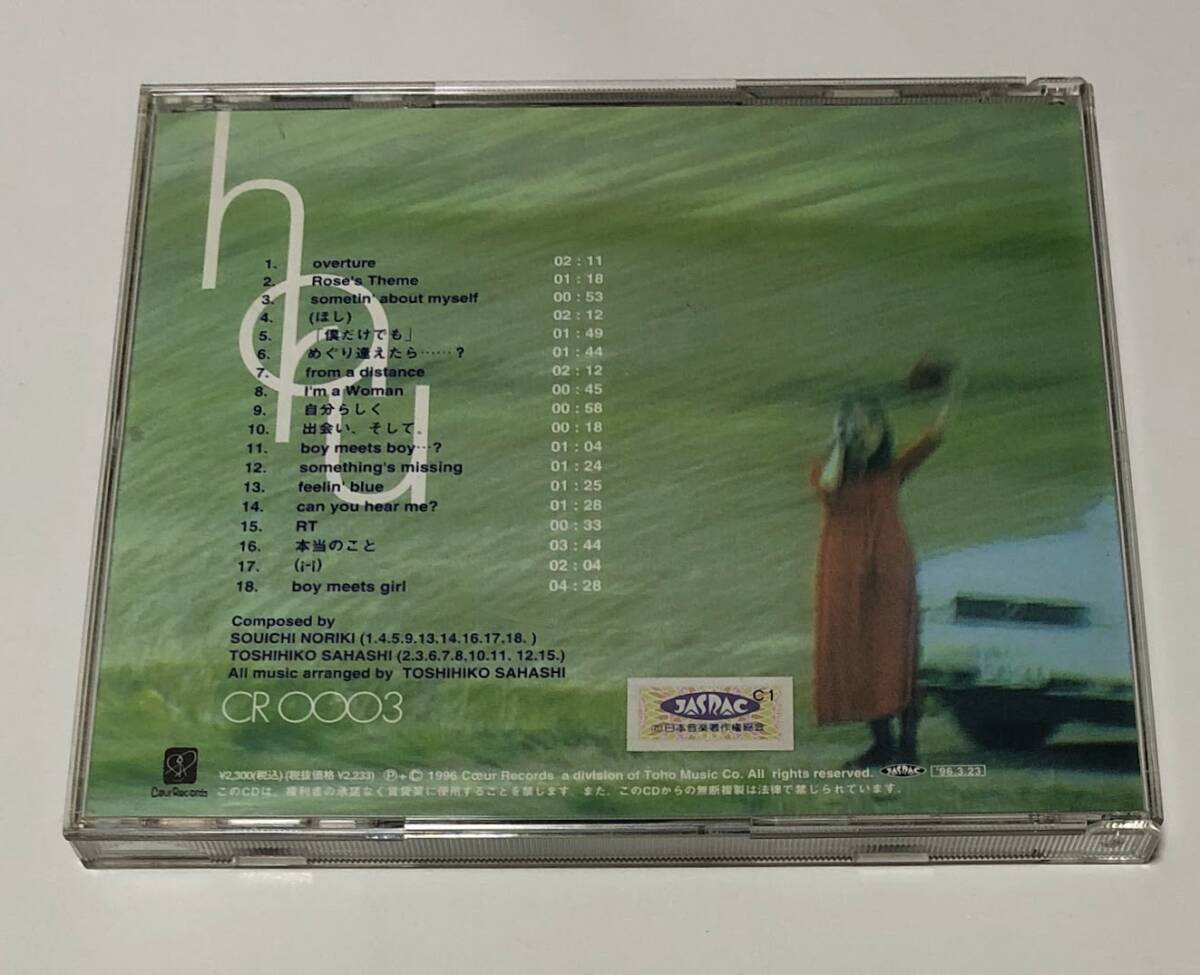 haru
1. overture 02:11
2. Rose's Theme 01:18
3. sometin' about myself 00:53
4. (ほし) 02:12
5. 「僕だけでも」 01:49
6. めぐり逢えたら……? 01:44
7. from a distance 02:12
8. I'm a Woman 00:45
9. 自分らしく 00:58
10. 出会い、そして。 00:18
11. boy meets boy…? 01:04
12. something's missing 01:24
13. feelin' blue 01:25
14. can you hear me? 01:28
15. RT 00:33
16. 本当のこと 03:44
17. (i-i) 02:04
18. boy meets girl 04:28
Composed by
SOUICHI NORIKI (1.4.5.9.13.14.16.17.18. )
TOSHIHIKO SAHASHI (2.3.6.7.8.10.11. 12.15.)
All music arranged by TOSHIHIKO SAHASHI
CR 0003
C1
JASRAC
(社)日本音楽著作権協会
CœurRecords
¥2,300(税込)(税抜価格 ¥2,233) Ⓟ+Ⓒ 1996 Cœur Records a division of Toho Music Co. All rights reserved. JASRAC '96.3.23
このCDは、権利者の承諾なく賃貸業に使用することを禁じます。また、このCDからの無断複製は法律で禁じられています。